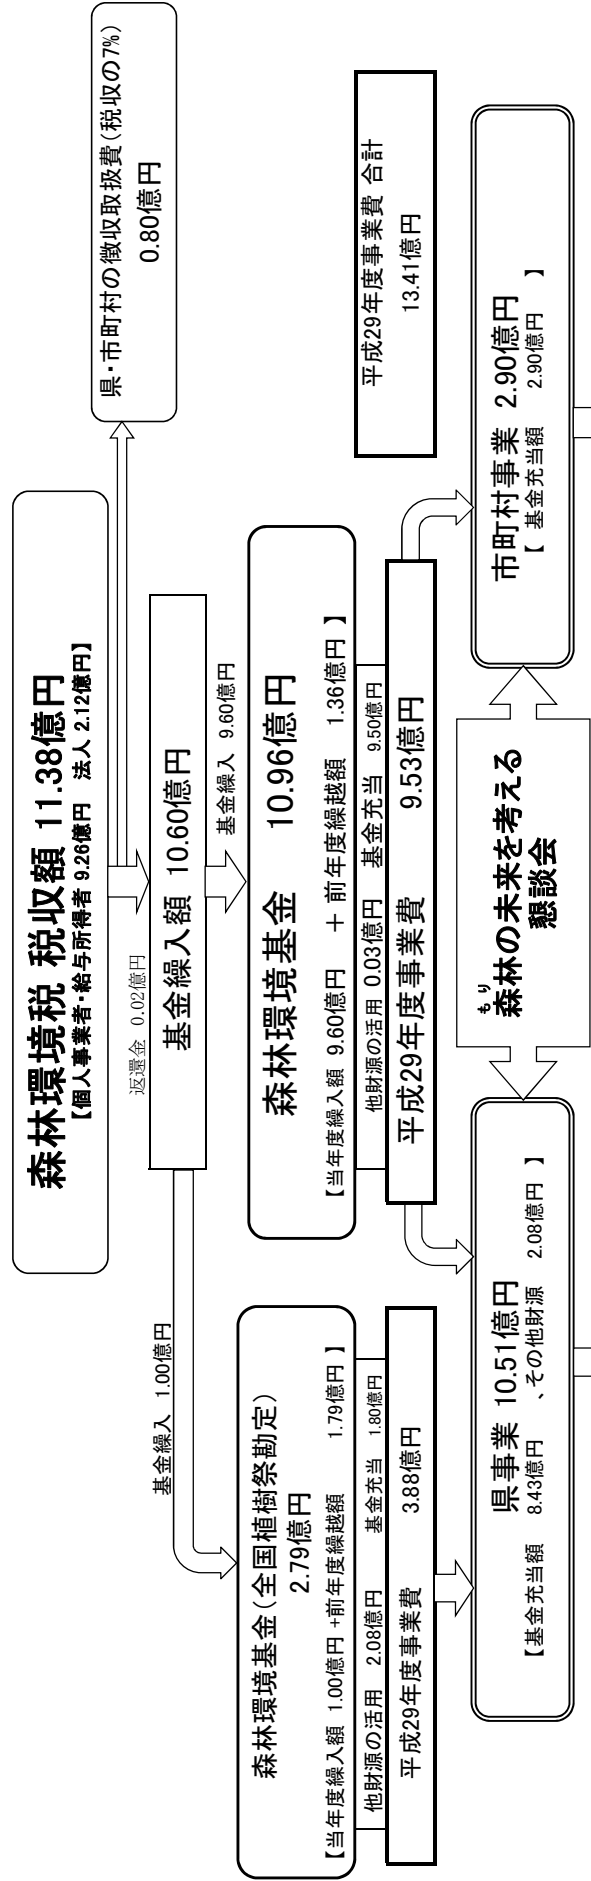 森林環境税 税収額 11.38億円
【個人事業者・給与所得者 9.26億円 法人 2.12億円】
県・市町村の徴収取扱費(税収の7%)
0.80億円
返還金 0.02億円
基金繰入額 10.60億円
基金繰入 1.00億円
基金繰入 9.60億円
森林環境基金(全国植樹祭勘定)
2.79億円
【当年度繰入額 1.00億円 +前年度繰越額 1.79億円 】
他財源の活用 2.08億円 基金充当 1.80億円
平成29年度事業費 3.88億円
森林環境基金 10.96億円
【当年度繰入額 9.60億円 + 前年度繰越額 1.36億円 】
他財源の活用 0.03億円 基金充当 9.50億円
平成29年度事業費 9.53億円
平成29年度事業費 合計
13.41億円
県事業 10.51億円
【基金充当額 8.43億円 、その他財源 2.08億円 】
もり
森林の未来を考える
懇談会
市町村事業 2.90億円
【 基金充当額 2.90億円 】